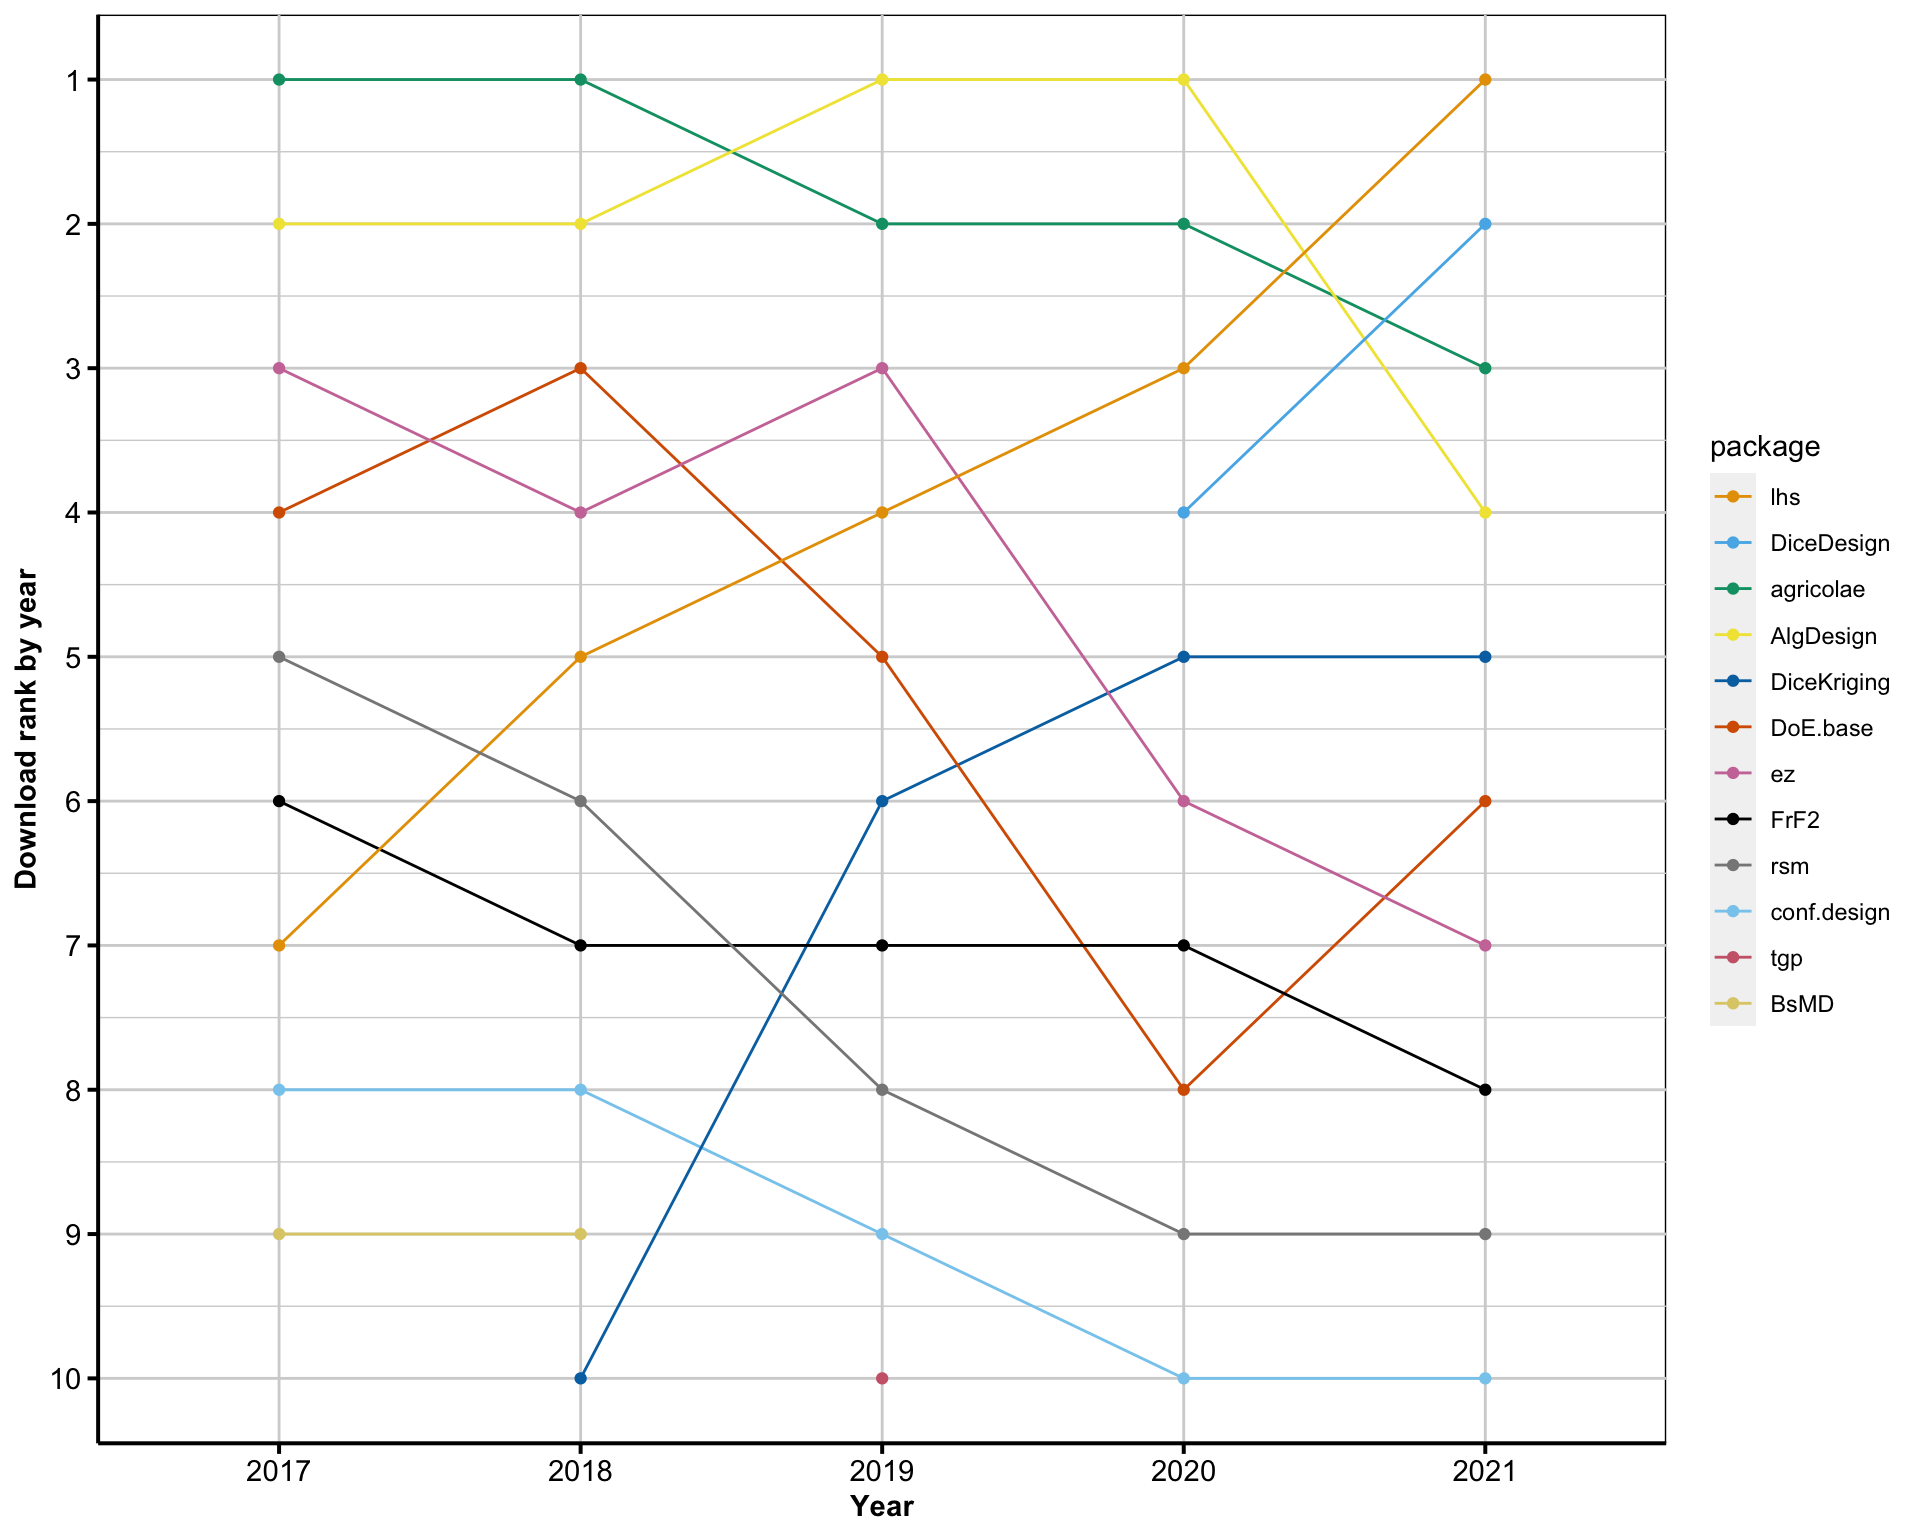 1
2
3
4
5
6
7
8
9
10
Download rank by year
2017 2018 2019 2020 2021
Year
package
lhs
DiceDesign
agricolae
AlgDesign
DiceKriging
DoE.base
ez
FrF2
rsm
conf.design
tgp
BsMD